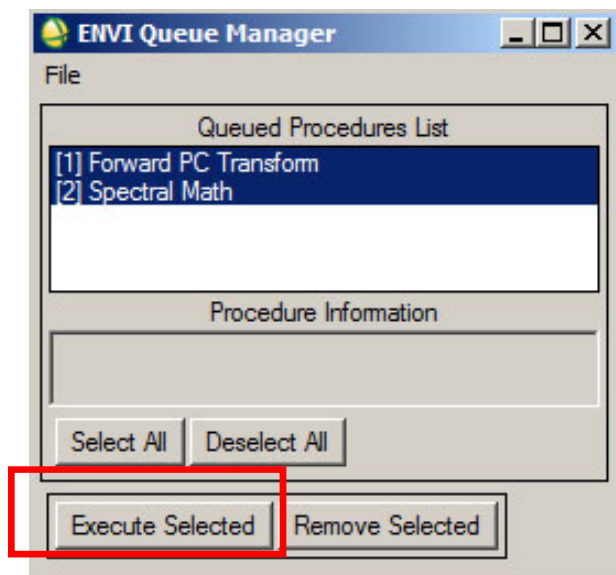 ENVI Queue Manager
File
Queued Procedures List
[1] Forward PC Transform
[2] Spectral Math
Procedure Information
Select All Deselect All
Execute Selected Remove Selected